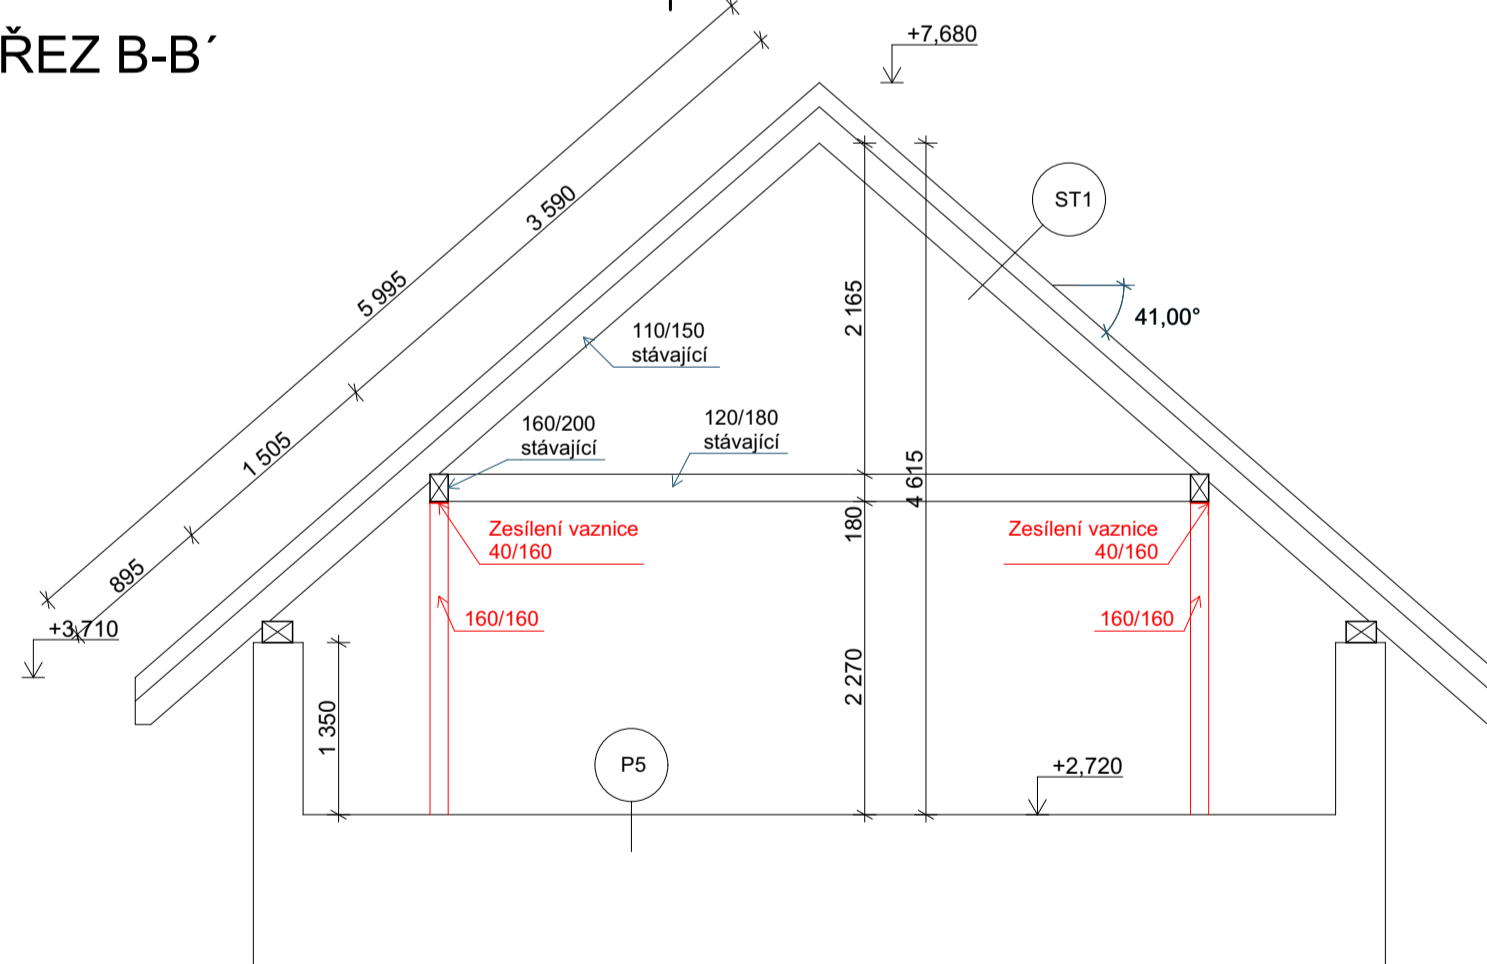 ŘEZ B-B´
+7,680
ST1
3 590
5 995
2 165
41,00°
110/150
stávající
160/200
stávající
120/180
stávající
1 505
4 615
180
Zesílení vaznice
40/160
Zesílení vaznice
40/160
895
+3,710
160/160
160/160
2 270
1 350
P5
+2,720